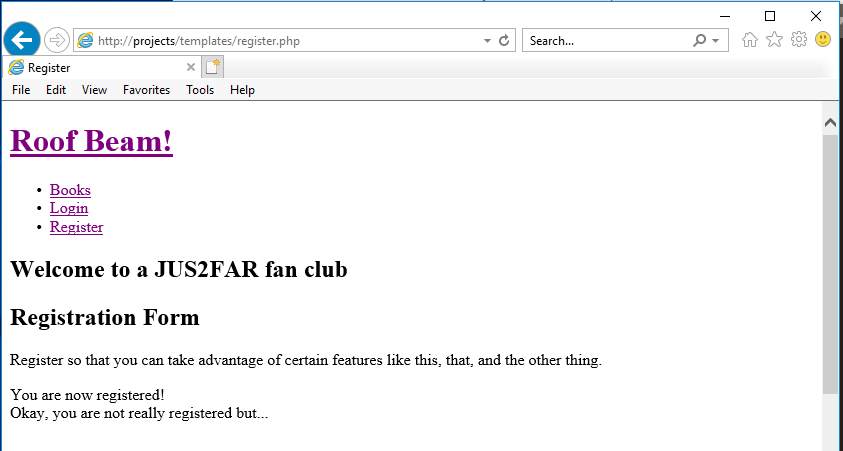 http://projects/templates/register.php
Search...
Register
File Edit View Favorites Tools Help
Roof Beam!
• Books
• Login
• Register
Welcome to a JUS2FAR fan club
Registration Form
Register so that you can take advantage of certain features like this, that, and the other thing.
You are now registered!
Okay, you are not really registered but...